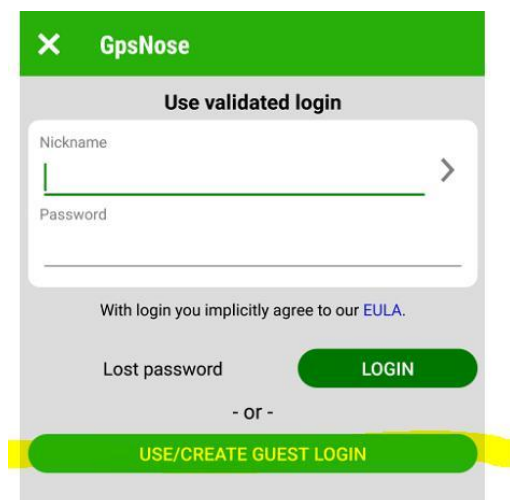 GpsNose
Use validated login
Nickname
Password
With login you implicitly agree to our EULA.
Lost password LOGIN
- or -
USE/CREATE GUEST LOGIN